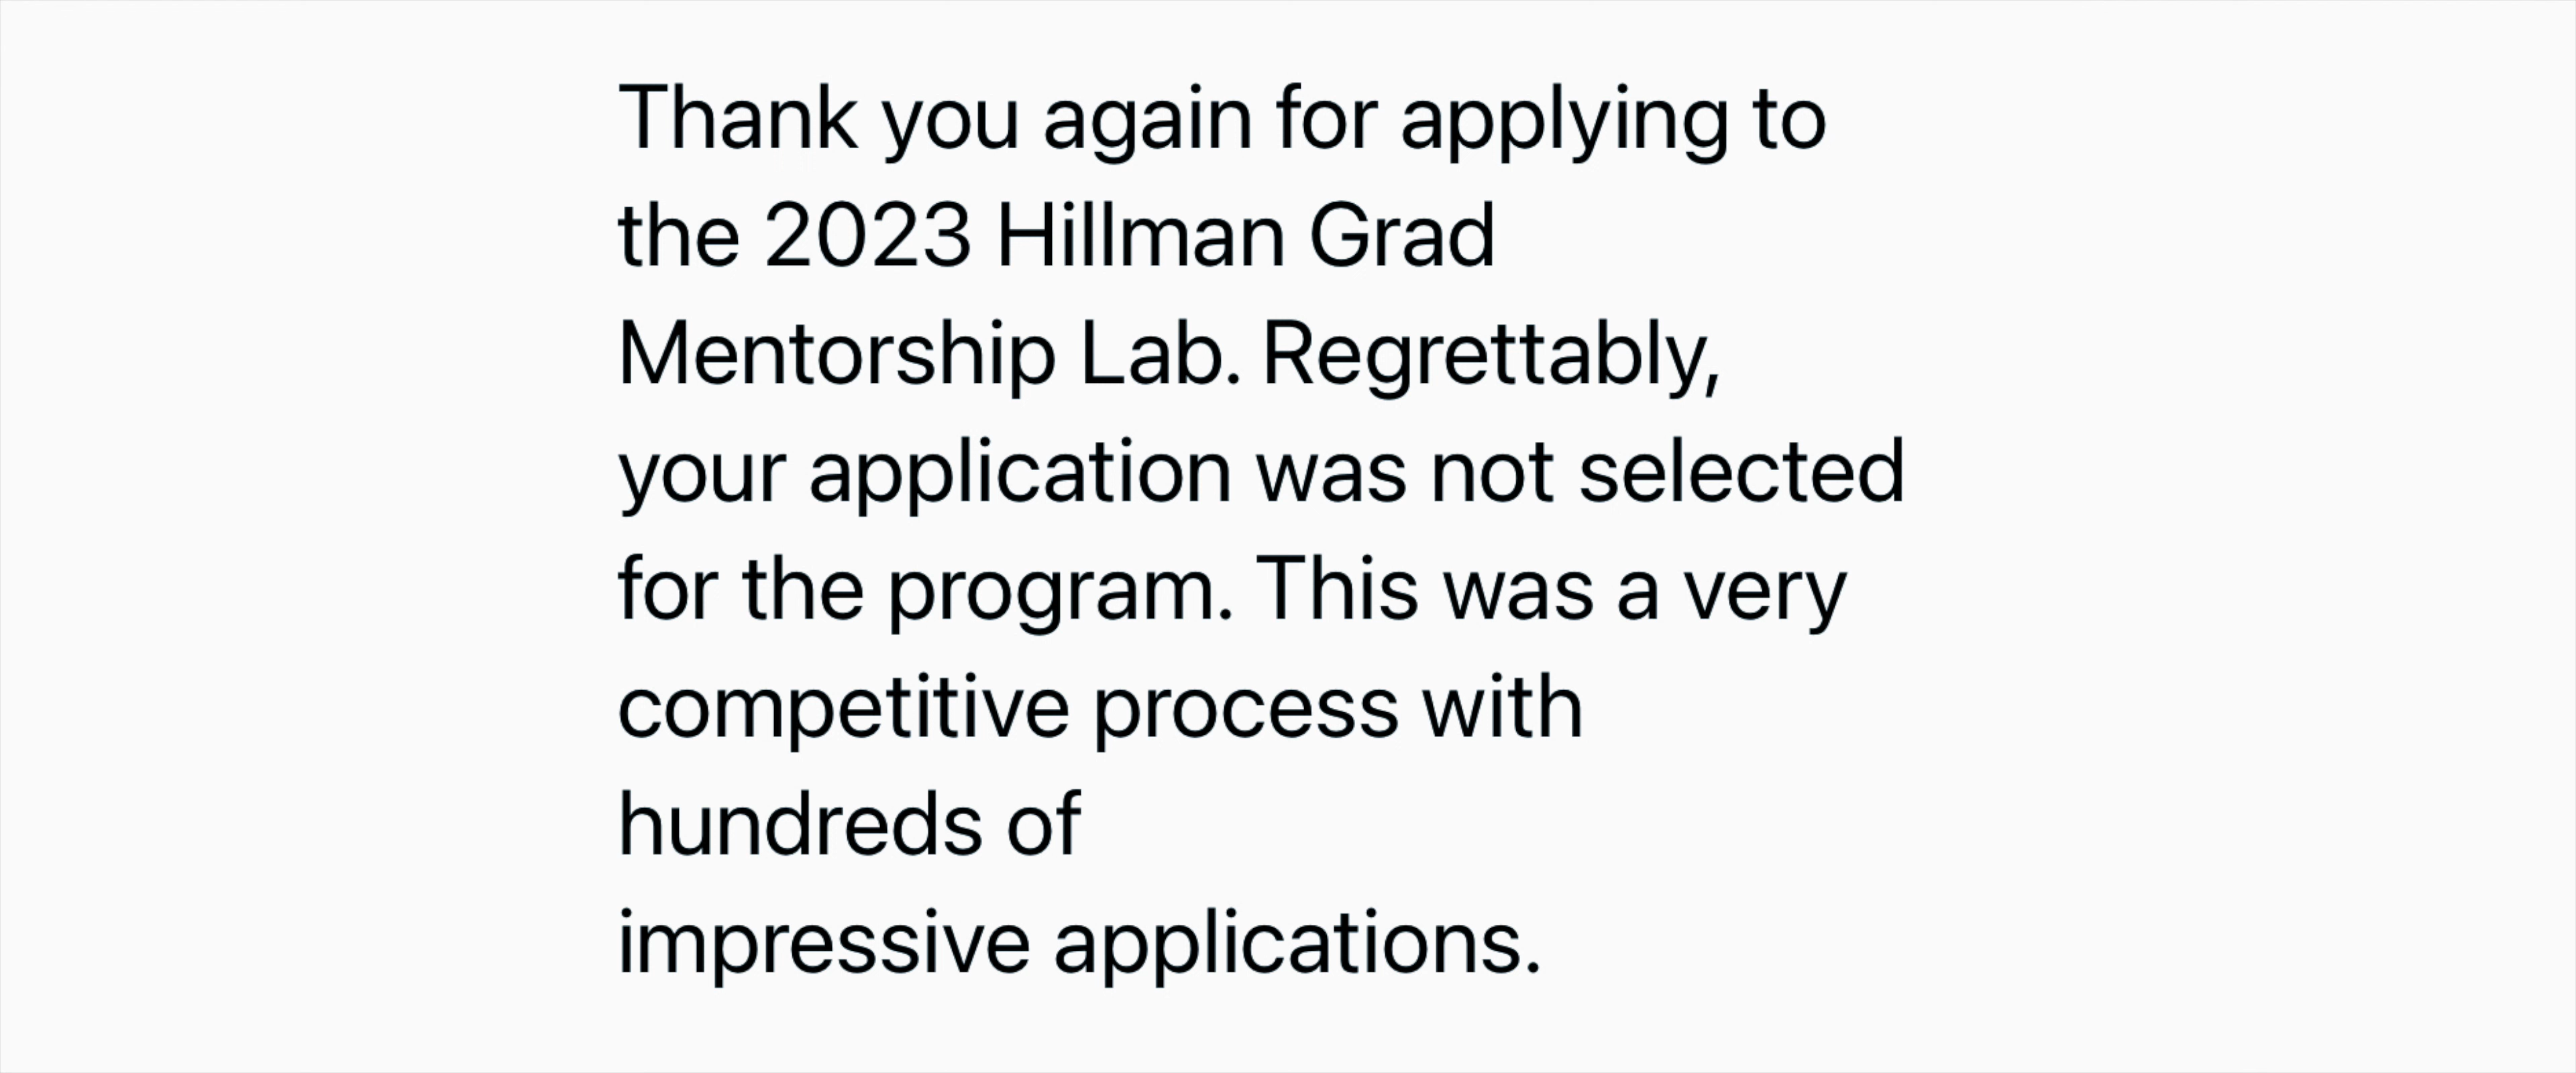 Thank you again for applying to
the 2023 Hillman Grad
Mentorship Lab. Regrettably,
your application was not selected
for the program. This was a very
competitive process with
hundreds of
impressive applications.